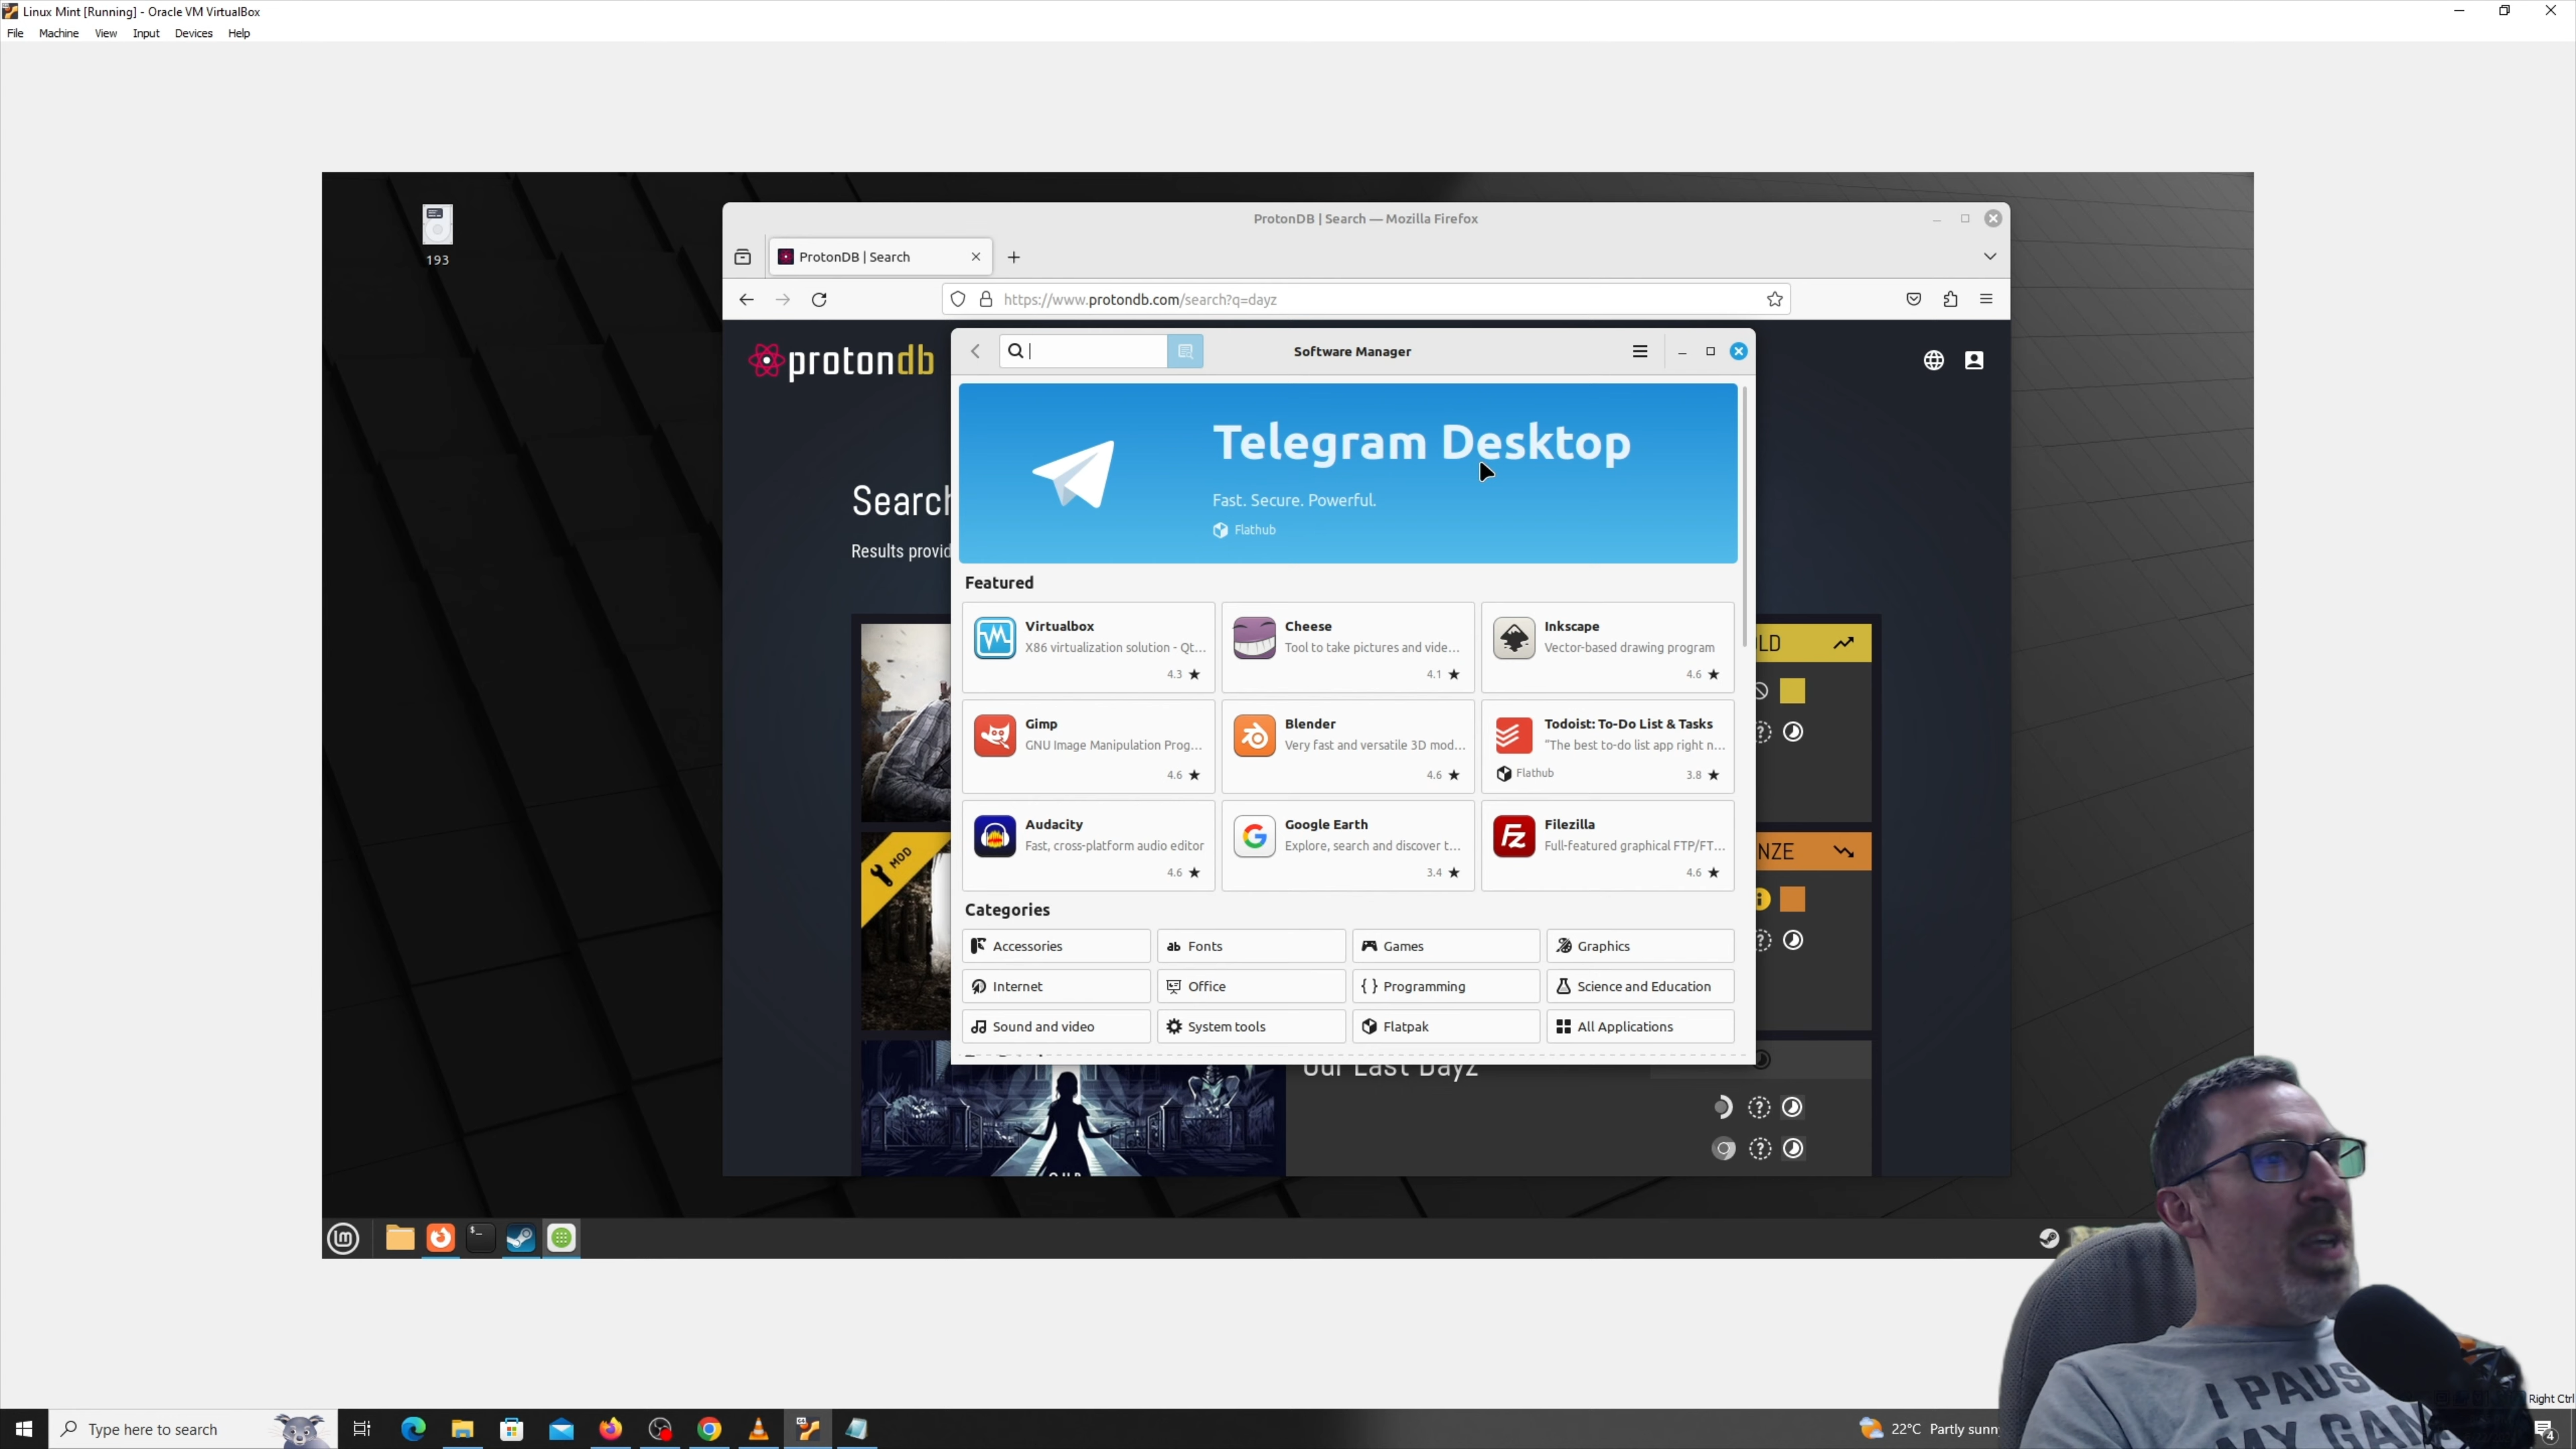 Linux Mint [Running] - Oracle VM VirtualBox
File Machine View Input Devices Help
193
ProtonDB | Search — Mozilla Firefox
ProtonDB | Search
https://www.protondb.com/search?q=dayz
protondb
Software Manager
Telegram Desktop
Fast. Secure. Powerful.
Flathub
Search
Results provid
Featured
Virtualbox
X86 virtualization solution - Qt...
4.3 ★
Cheese
Tool to take pictures and vide...
4.1 ★
Inkscape
Vector-based drawing program
4.6 ★
LD
Gimp
GNU Image Manipulation Prog...
4.6 ★
Blender
Very fast and versatile 3D mod...
4.6 ★
Todoist: To-Do List & Tasks
"The best to-do list app right n...
Flathub
3.8 ★
Audacity
Fast, cross-platform audio editor
4.6 ★
Google Earth
Explore, search and discover t...
3.4 ★
Filezilla
Full-featured graphical FTP/FT...
4.6 ★
MOD
NZE
Categories
Accessories
Fonts
Games
Graphics
Internet
Office
Programming
Science and Education
Sound and video
System tools
Flatpak
All Applications
Our Last Dayz
OUR
Right Ctrl
I PAUS
MY GAM
Type here to search
22°C Partly sunn
4